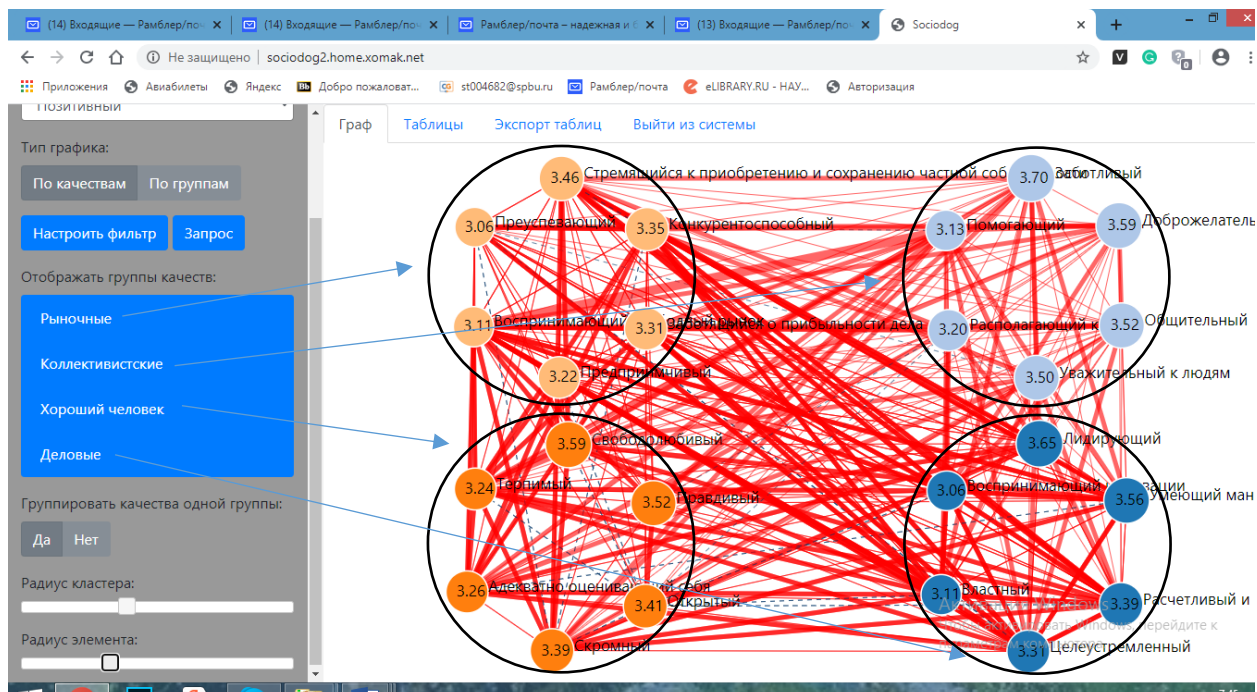 (14) Входящие — Рамблер/по
(14) Входящие — Рамблер/поч
Рамблер/почта – надежная и б
(13) Входящие — Рамблер/поч
Sociodog
Не защищено | sociodog2.home.xomak.net
Приложения
Авиабилеты
Яндекс
Добро пожаловат...
st004682@spbu.ru
Рамблер/почта
eLIBRARY.RU - НАУ...
Авторизация
Позитивный
Тип графика:
По качествам
По группам
Настроить фильтр
Запрос
Отображать группы качеств:
Рыночные
Коллективистские
Хороший человек
Деловые
Группировать качества одной группы:
Да
Нет
Радиус кластера:
Радиус элемента:
Граф
Таблицы
Экспорт таблиц
Выйти из системы
3.46 Стремящийся к приобретению и сохранению частной соб
3.06 Преуспевающий
3.35 Конкурентоспособный
3.11 Воспринимающий
3.31 о прибыльности дела
3.22 Предприимчивый
3.70 Заботливый
3.13 Помогающий
3.59 Доброжелатель
3.20 Располагающий к
3.52 Общительный
3.50 Уважительный к людям
3.59 Свободолюбивый
3.24 Терпимый
3.52 Правдивый
3.26 Адекватно оценивающий себя
3.41 Открытый
3.39 Скромный
3.65 Лидирующий
3.06 Воспринимающий
3.56 Умеющий ман
3.11 Властный
3.39 Расчетливый и
3.31 Целеустремленный